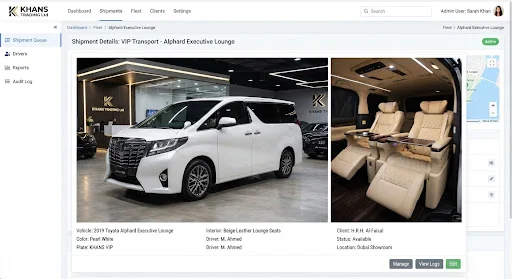 KHANS
TRADING Ltd
Dashboard
Shipments
Fleet
Clients
Settings
Search
Admin User: Sarah Khan
Dashboard / Fleet / Alphard Executive Lounge
Fleet / Alphard Executive Lounge
Shipment Queue
Drivers
Reports
Audit Log
Shipment Details: VIP Transport - Alphard Executive Lounge
Active
KHANS TRADING Ltd
Vehicle: 2019 Toyota Alphard Executive Lounge
Color: Pearl White
Plate: KHANS VIP
Interior: Beige Leather Lounge Seats
Driver: M. Ahmed
Driver: M. Ahmed
Client: H.R.H. Al-Faisal
Status: Available
Location: Dubai Showroom
Manage
View Logs
Edit